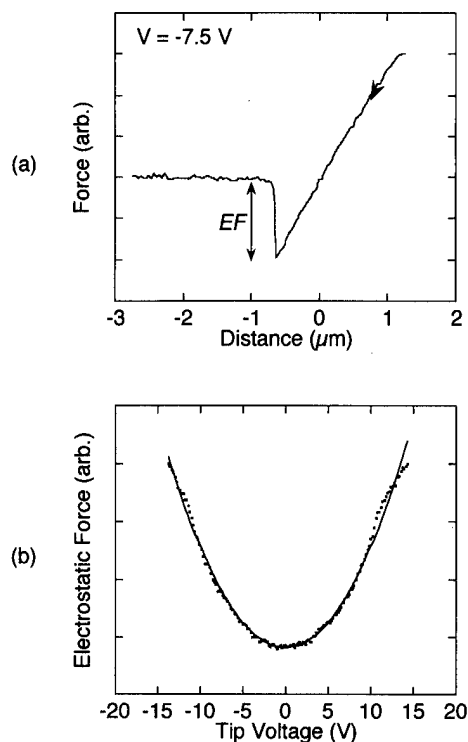 (a)
V = -7.5 V
Force (arb.)
EF
-3 -2 -1 0 1 2
Distance (µm)
(b)
Electrostatic Force (arb.)
-20 -15 -10 -5 0 5 10 15 20
Tip Voltage (V)